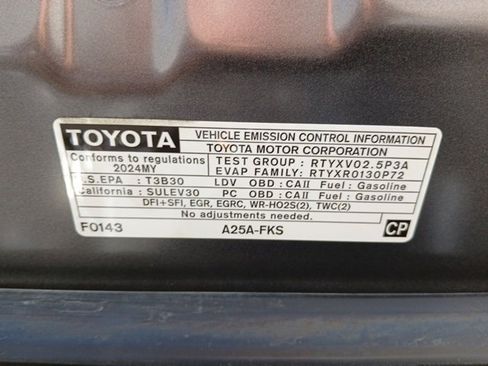 TOYOTA VEHICLE EMISSION CONTROL INFORMATION
TOYOTA MOTOR CORPORATION
Conforms to regulations TEST GROUP : RTYXV02.5P3A
2024MY EVAP FAMILY: RTYXR0130P72
U.S.EPA : T3B30 LDV OBD : CAII Fuel : Gasoline
California : SULEV30 PC OBD : CAII Fuel : Gasoline
DFI+SFI, EGR, EGRC, WR-HO2S(2), TWC(2)
No adjustments needed.
F0143 A25A-FKS CP